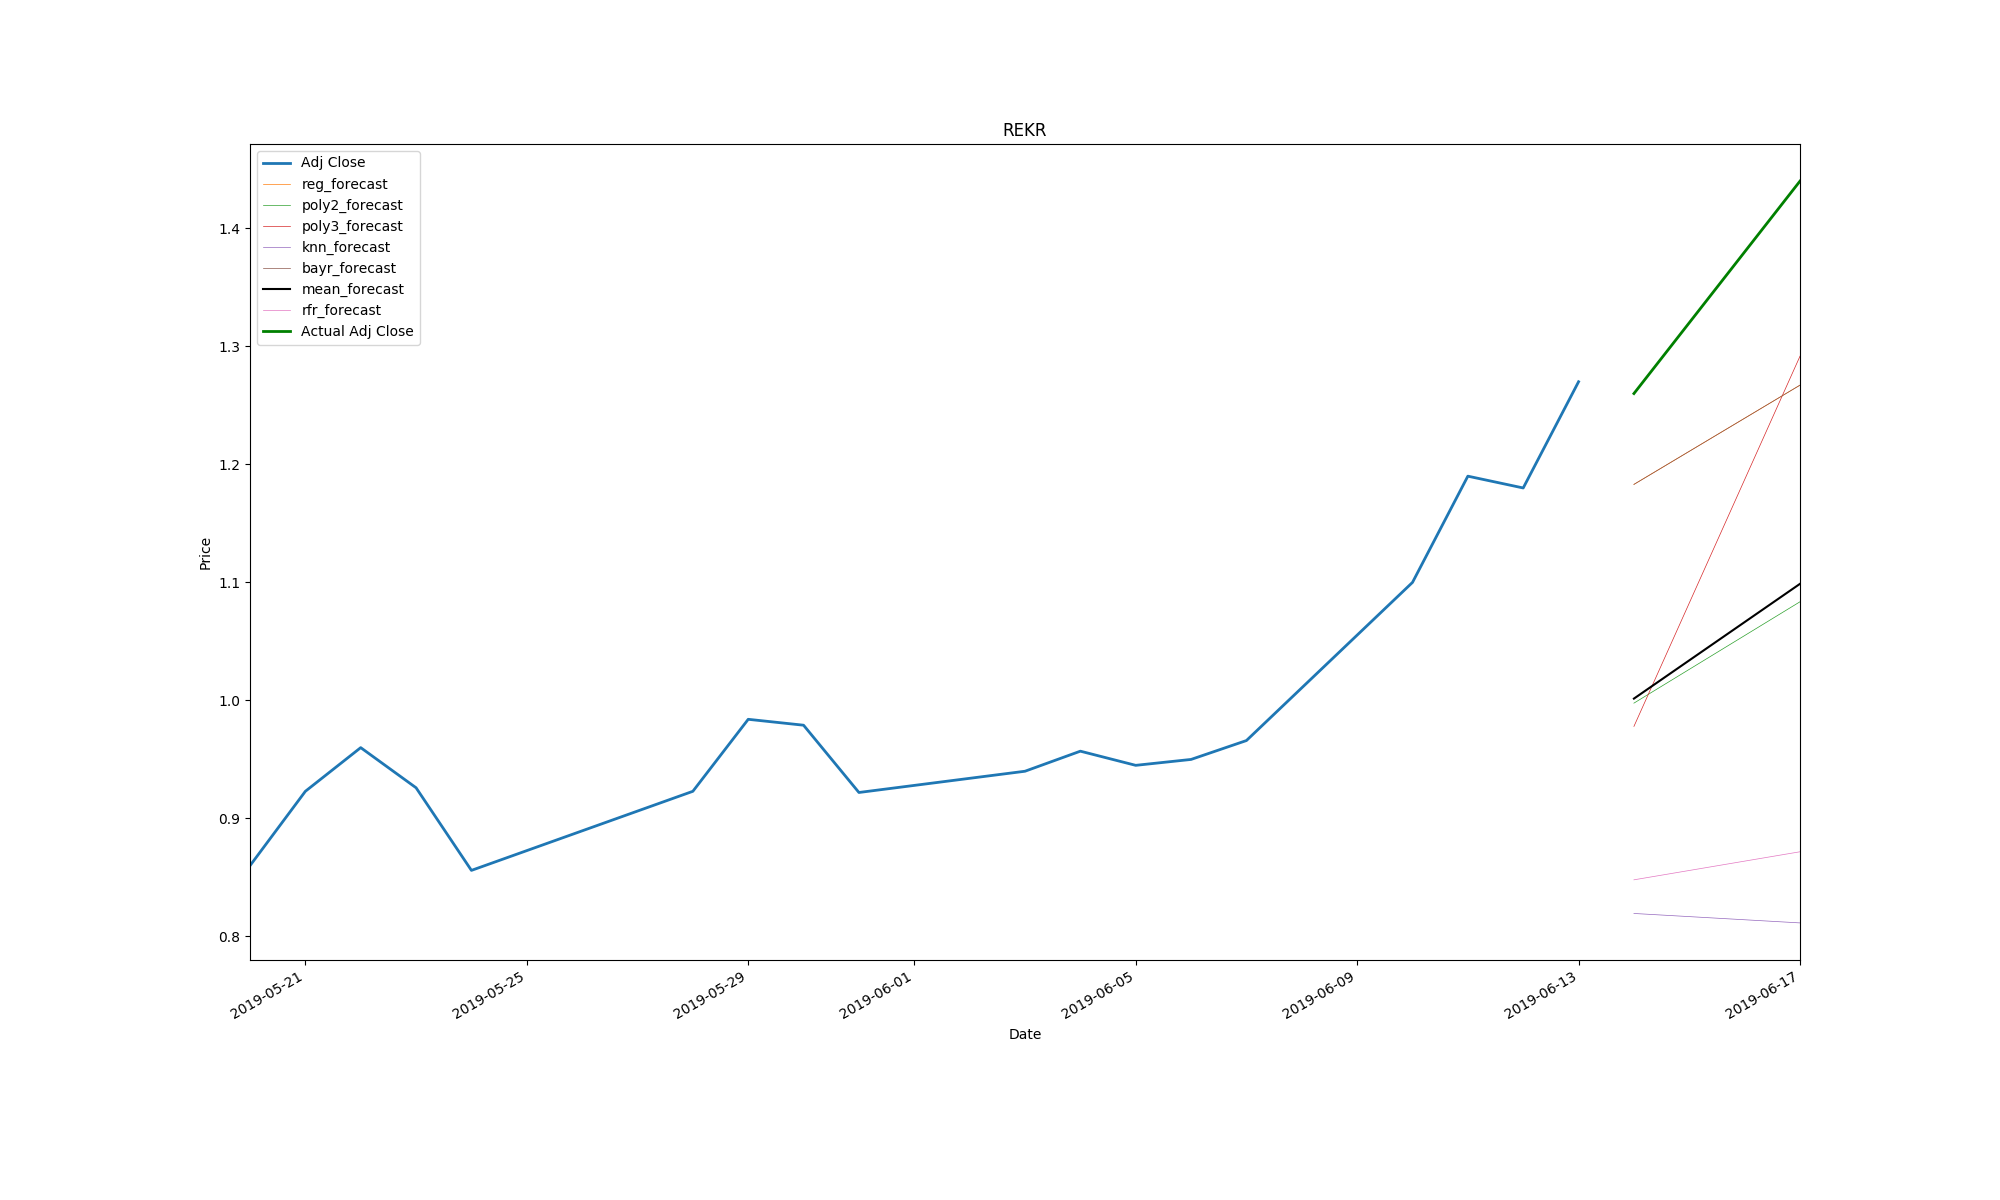 REKR
Adj Close
reg_forecast
poly2_forecast
poly3_forecast
knn_forecast
bayr_forecast
mean_forecast
rfr_forecast
Actual Adj Close
1.4
1.3
1.2
1.1
1.0
0.9
0.8
Price
2019-05-21
2019-05-25
2019-05-29
2019-06-01
2019-06-05
2019-06-09
2019-06-13
2019-06-17
Date